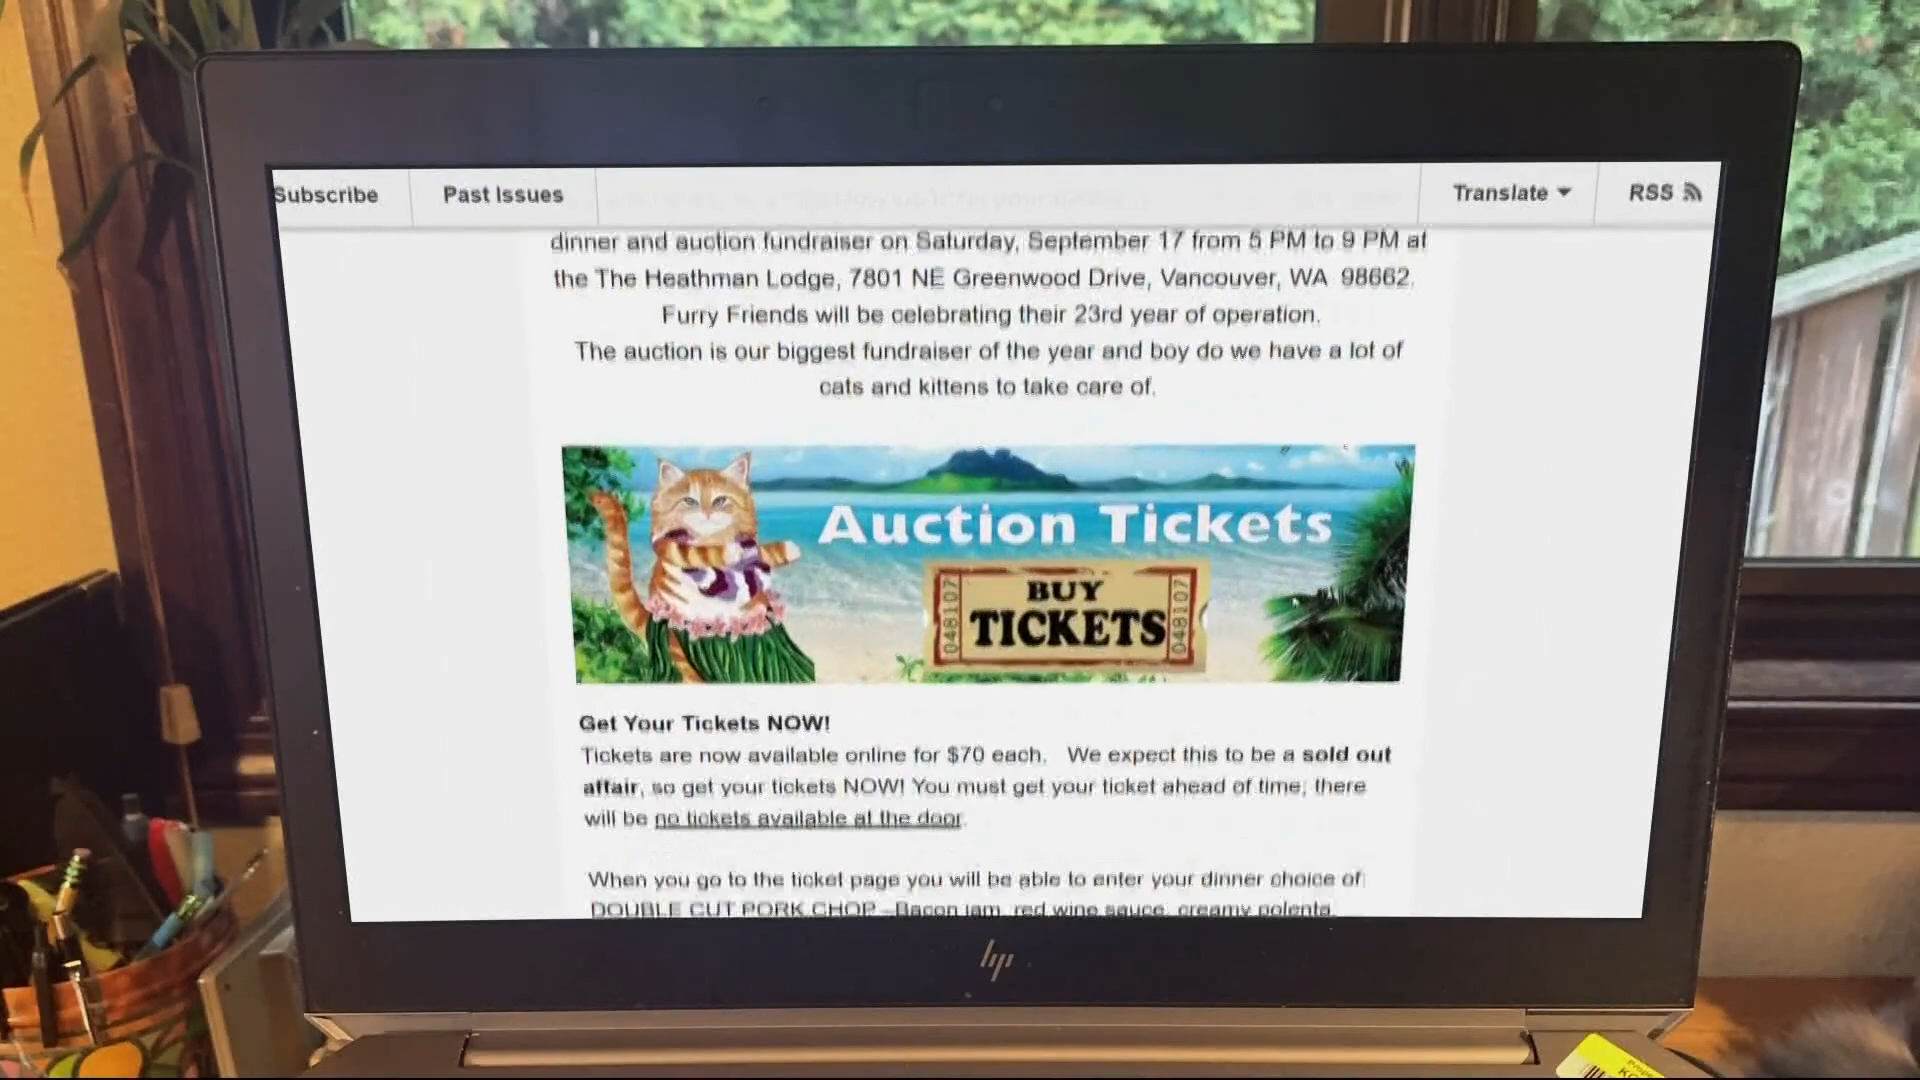 Subscribe
Past Issues
Translate
RSS
dinner and auction fundraiser on Saturday, September 17 from 5 PM to 9 PM at
the The Heathman Lodge, 7801 NE Greenwood Drive, Vancouver, WA 98662.
Furry Friends will be celebrating their 23rd year of operation.
The auction is our biggest fundraiser of the year and boy do we have a lot of
cats and kittens to take care of.
Auction Tickets
048107
BUY
TICKETS
048107
Get Your Tickets NOW!
Tickets are now available online for $70 each. We expect this to be a sold out
affair, so get your tickets NOW! You must get your ticket ahead of time; there
will be no tickets available at the door.
When you go to the ticket page you will be able to enter your dinner choice of:
DOUBLE CUT PORK CHOP –Bacon jam, red wine sauce, creamy polenta,
hp